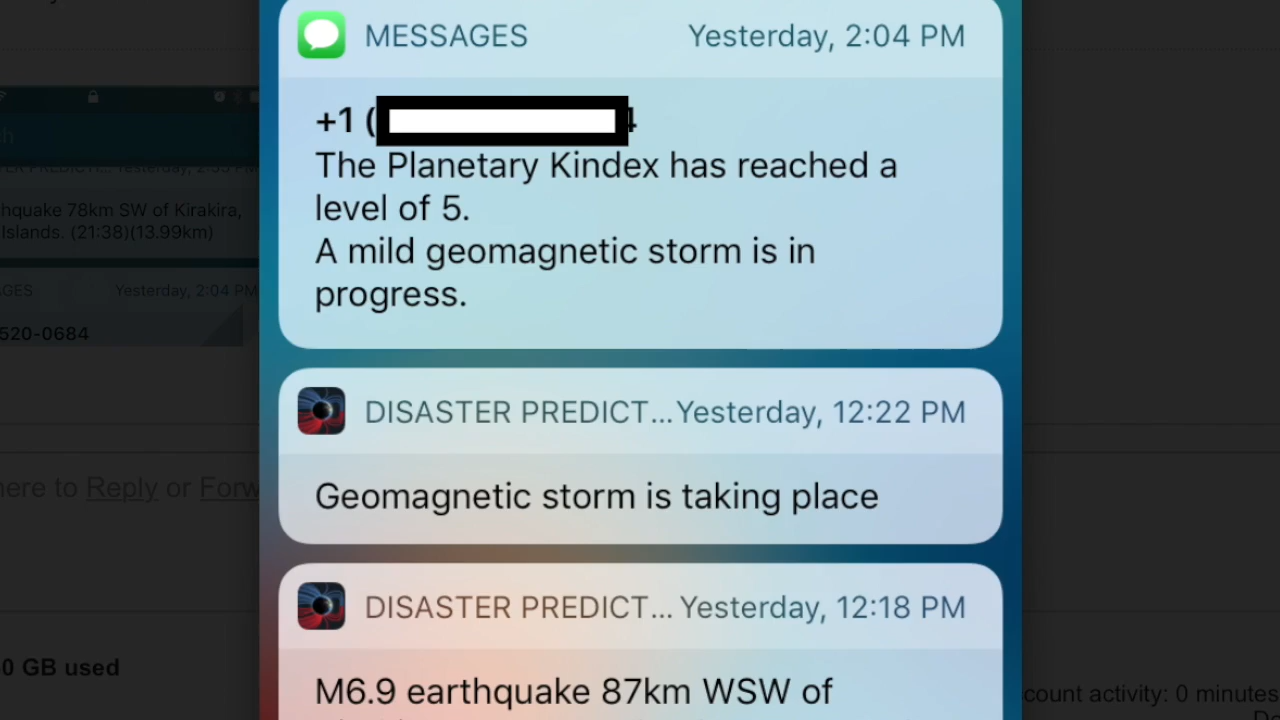 MESSAGES Yesterday, 2:04 PM
+1 (
The Planetary Kindex has reached a
level of 5.
A mild geomagnetic storm is in
progress.
DISASTER PREDICT... Yesterday, 12:22 PM
Geomagnetic storm is taking place
DISASTER PREDICT... Yesterday, 12:18 PM
M6.9 earthquake 87km WSW of
hquake 78km SW of Kirakira,
Islands. (21:38)(13.99km)
GES Yesterday, 2:04 PM
520-0684
here to Reply or Forw
0 GB used
count activity: 0 minutes